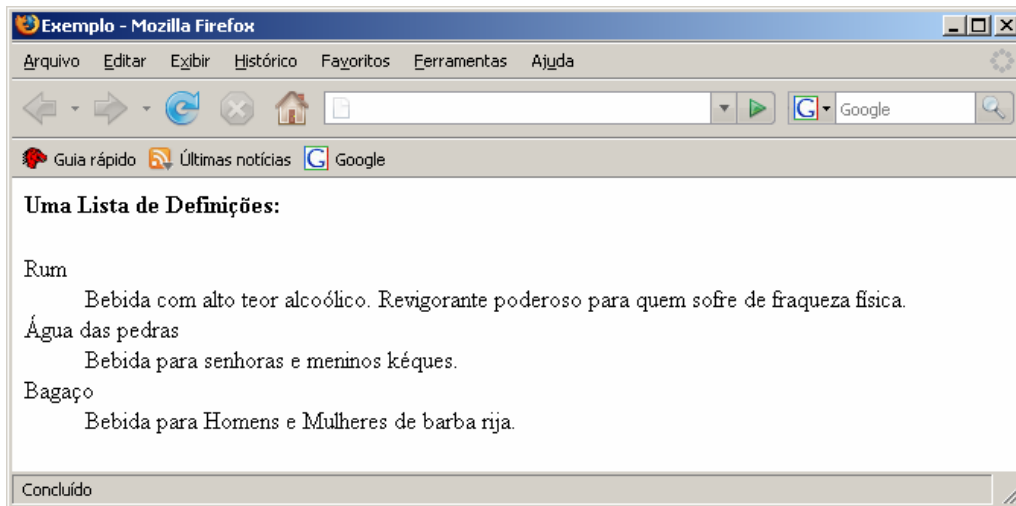 Exemplo - Mozilla Firefox
Arquivo Editar Exibir Histórico Favoritos Ferramentas Ajuda
G Google
Guia rápido Últimas notícias G Google
Uma Lista de Definições:
Rum
Bebida com alto teor alcoólico. Revigorante poderoso para quem sofre de fraqueza física.
Água das pedras
Bebida para senhoras e meninos kéques.
Bagaço
Bebida para Homens e Mulheres de barba rija.
Concluído